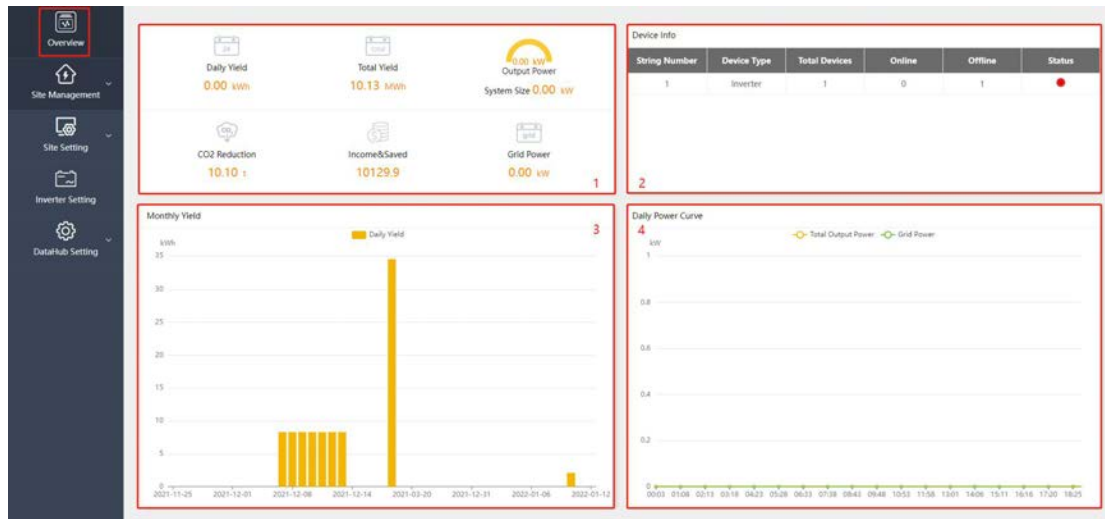 Overview
Site Management
Site Setting
Inverter Setting
DataHub Setting
24
Daily Yield
0.00 kWh
total
Total Yield
10.13 MWh
0.00 kW
Output Power
System Size 0.00 kW
CO2
CO2 Reduction
10.10 t
Income&Saved
10129.9
grid
Grid Power
0.00 kW
1
Device Info
String Number Device Type Total Devices Online Offline Status
1 Inverter 1 0 1
2
Monthly Yield
3
Daily Yield
kWh
35
30
25
20
15
10
5
0
2021-11-25 2021-12-01 2021-12-08 2021-12-14 2021-03-20 2021-12-31 2022-01-06 2022-01-12
Daily Power Curve
4
Total Output Power Grid Power
kW
1
0.8
0.6
0.4
0.2
0
00:03 01:08 02:13 03:18 04:23 05:28 06:33 07:38 08:43 09:48 10:53 11:58 13:01 14:06 15:11 16:16 17:20 18:25